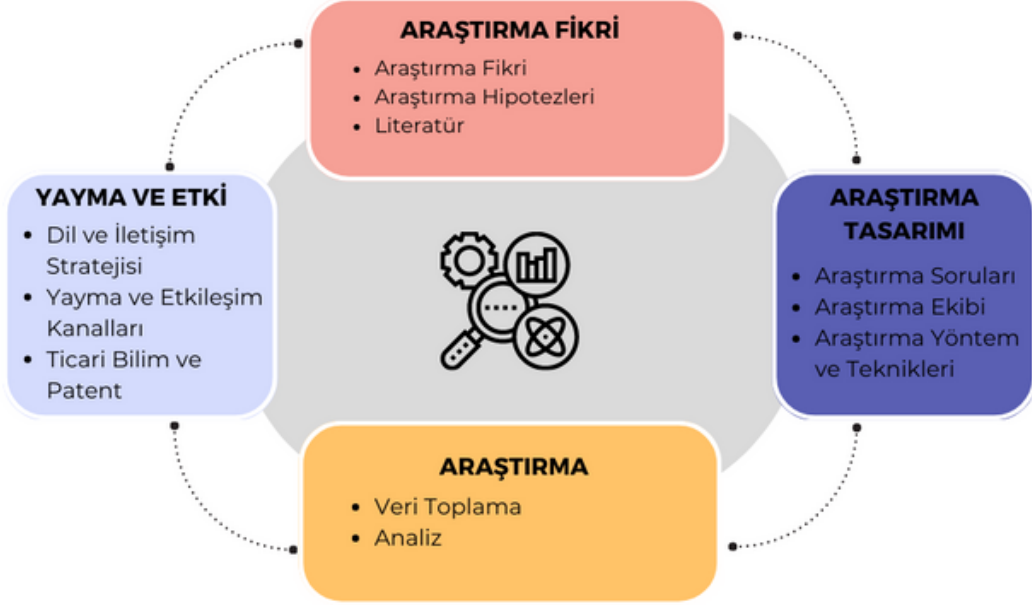 ARAŞTIRMA FİKRİ
• Araştırma Fikri
• Araştırma Hipotezleri
• Literatür
ARAŞTIRMA
TASARIMI
• Araştırma Soruları
• Araştırma Ekibi
• Araştırma Yöntem
ve Teknikleri
ARAŞTIRMA
• Veri Toplama
• Analiz
YAYMA VE ETKİ
• Dil ve İletişim
Stratejisi
• Yayma ve Etkileşim
Kanalları
• Ticari Bilim ve
Patent